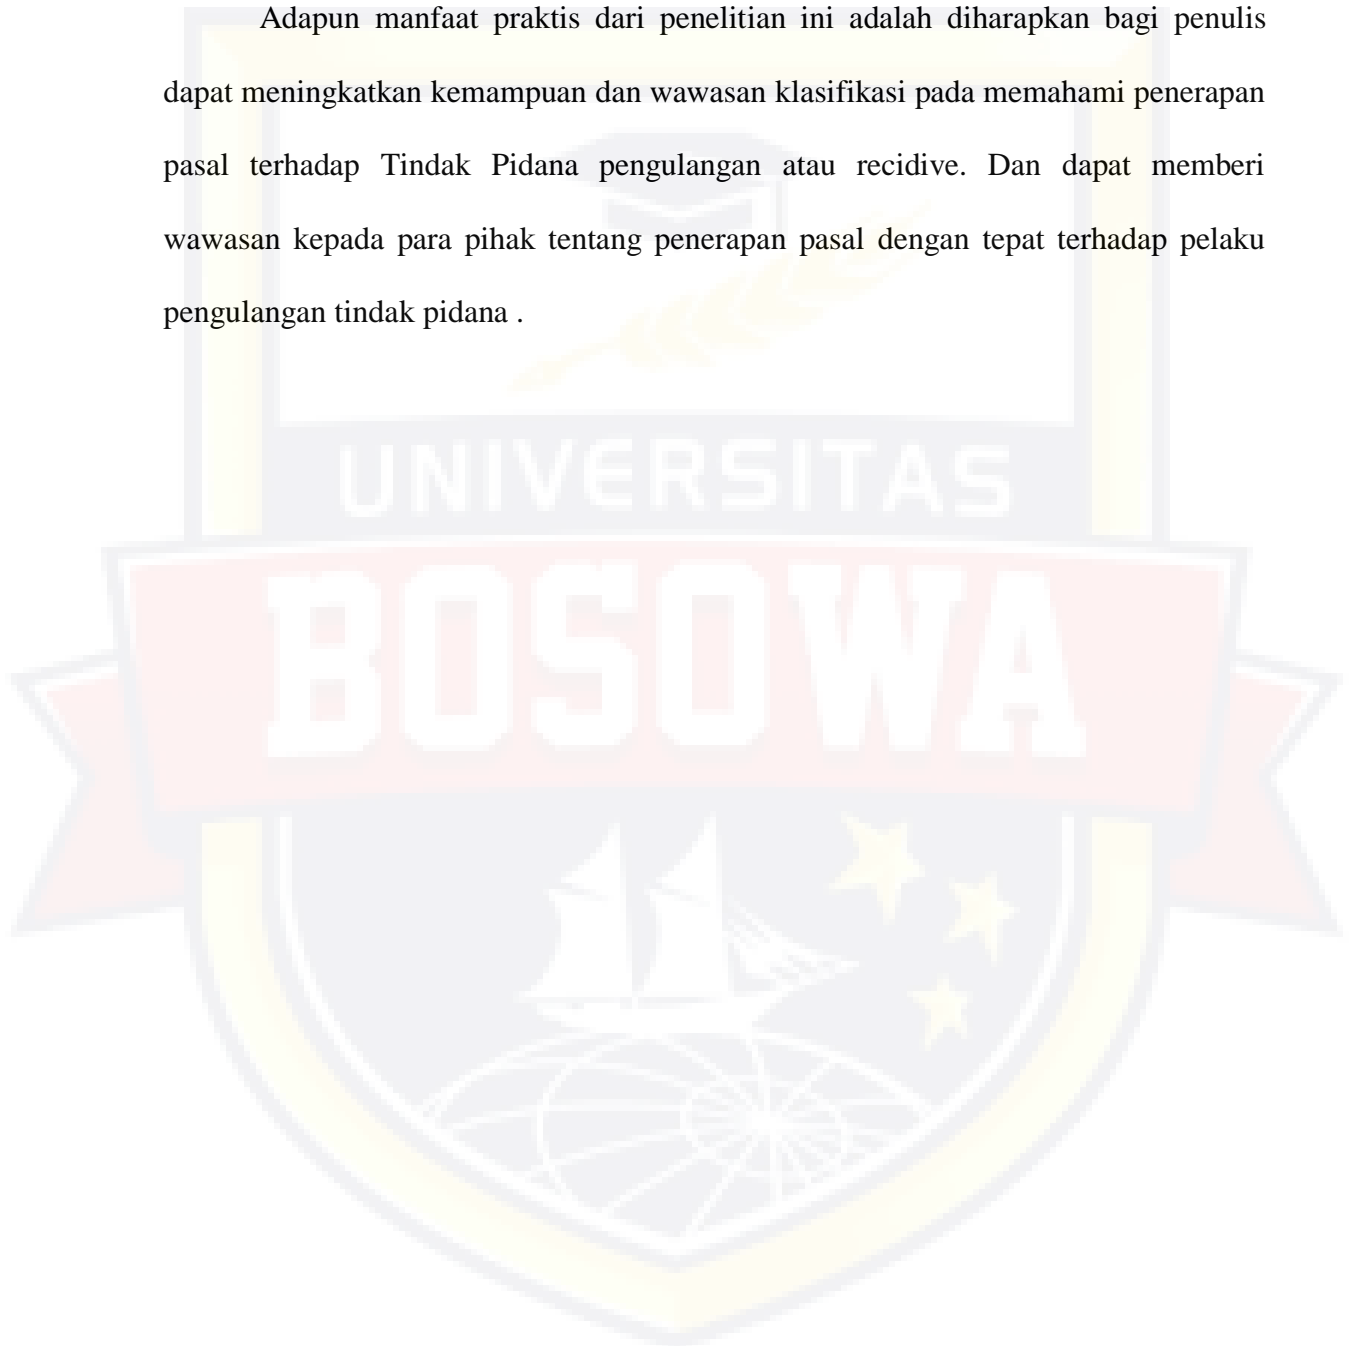 Adapun manfaat praktis dari penelitian ini adalah diharapkan bagi penulis
dapat meningkatkan kemampuan dan wawasan klasifikasi pada memahami penerapan
pasal terhadap Tindak Pidana pengulangan atau recidive. Dan dapat memberi
wawasan kepada para pihak tentang penerapan pasal dengan tepat terhadap pelaku
pengulangan tindak pidana .
UNIVERSITAS
BOSOWA